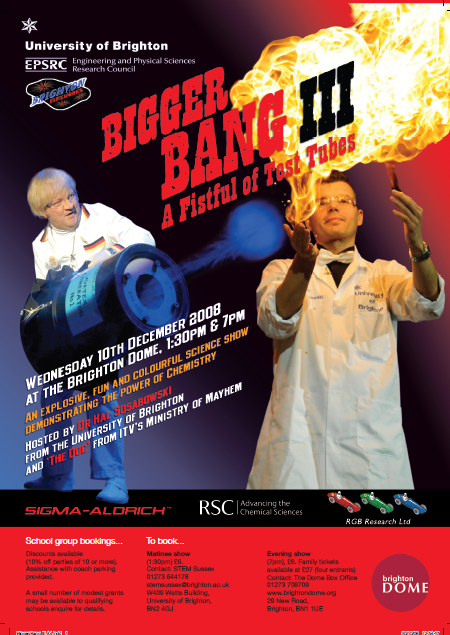 University of Brighton
EPSRC
Engineering and Physical Sciences
Research Council
BRIGHTON
FIREWORKS
BIGGER
BANG III
A Fistful of Test Tubes
University
of
Brighton
WEDNESDAY 10TH DECEMBER 2008
AT THE BRIGHTON DOME, 1:30PM & 7PM
AN EXPLOSIVE, FUN AND COLOURFUL SCIENCE SHOW
DEMONSTRATING THE POWER OF CHEMISTRY
HOSTED BY DR HAL SOSABOWSKI
FROM THE UNIVERSITY OF BRIGHTON
AND 'THE DOC' FROM ITV'S MINISTRY OF MAYHEM
SIGMA-ALDRICH™
RSC
Advancing the
Chemical Sciences
RGB Research Ltd
School group bookings...
Discounts available
(10% off parties of 10 or more).
Assistance with coach parking
provided.
A small number of modest grants
may be available to qualifying
schools enquire for details.
To book...
Matinee show
(1:30pm) £6
Contact: STEM Sussex
01273 644178
stemsussex@brighton.ac.uk
W409 Watts Building,
University of Brighton,
BN2 4GJ
Evening show
(7pm), £8. Family tickets
available at £27 (four entrants)
Contact: The Dome Box Office
01273 709709
www.brightondome.org
29 New Road,
Brighton, BN1 1UE
brighton
DOME